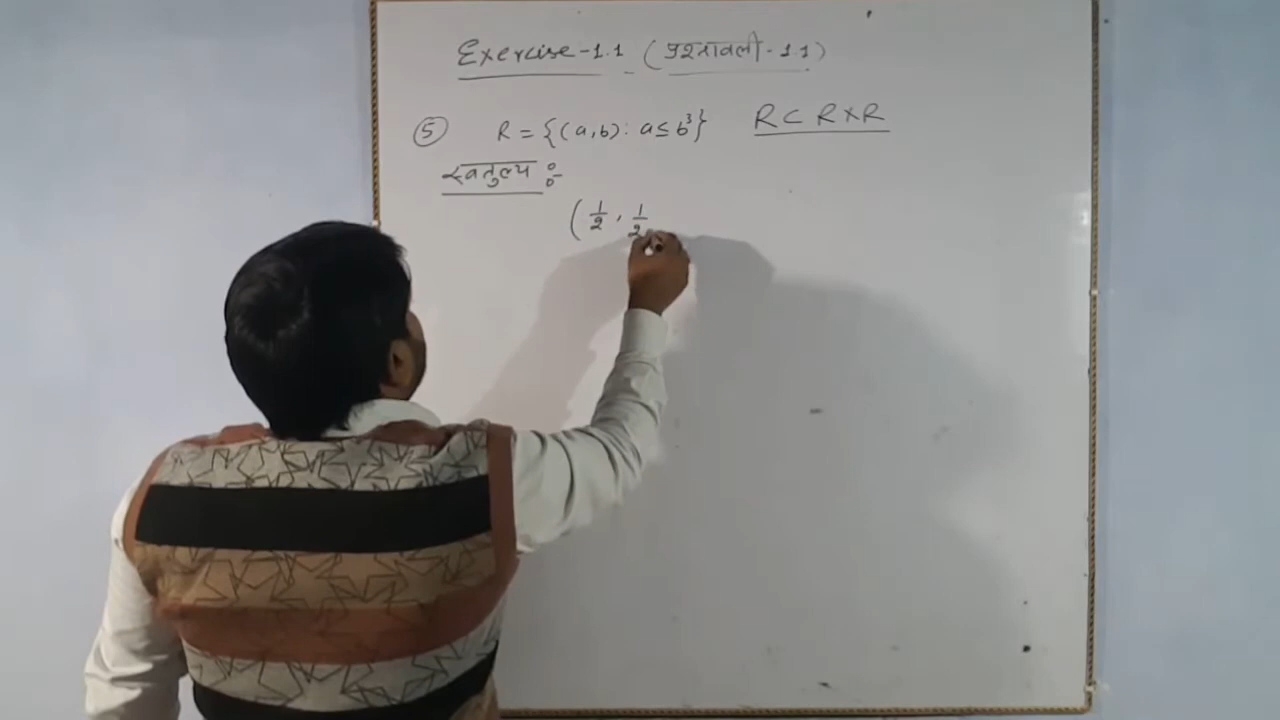 Exercise-1.1 (प्रश्नावली-1.1)
⑤ R = {(a,b): a ≤ b³} R ⊂ R×R
स्वतुल्य :-
(1/2, 1/2